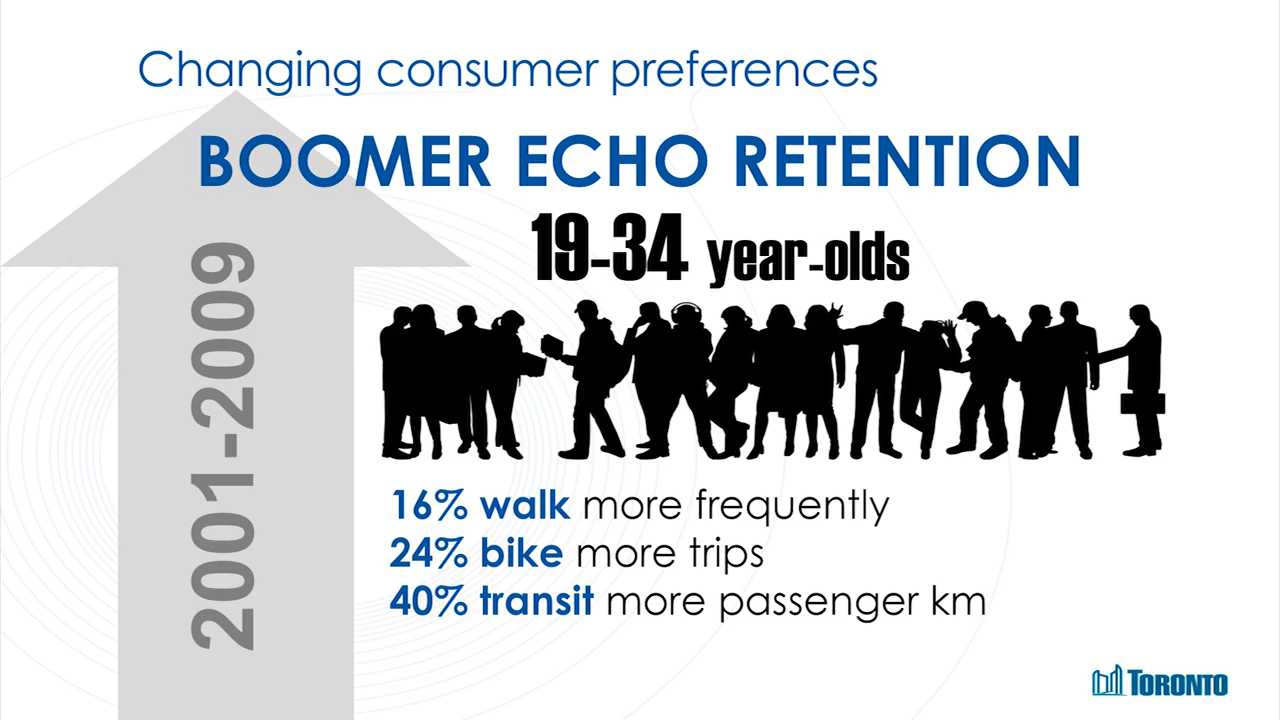 Changing consumer preferences
BOOMER ECHO RETENTION
19-34 year-olds
2001-2009
16% walk more frequently
24% bike more trips
40% transit more passenger km
TORONTO